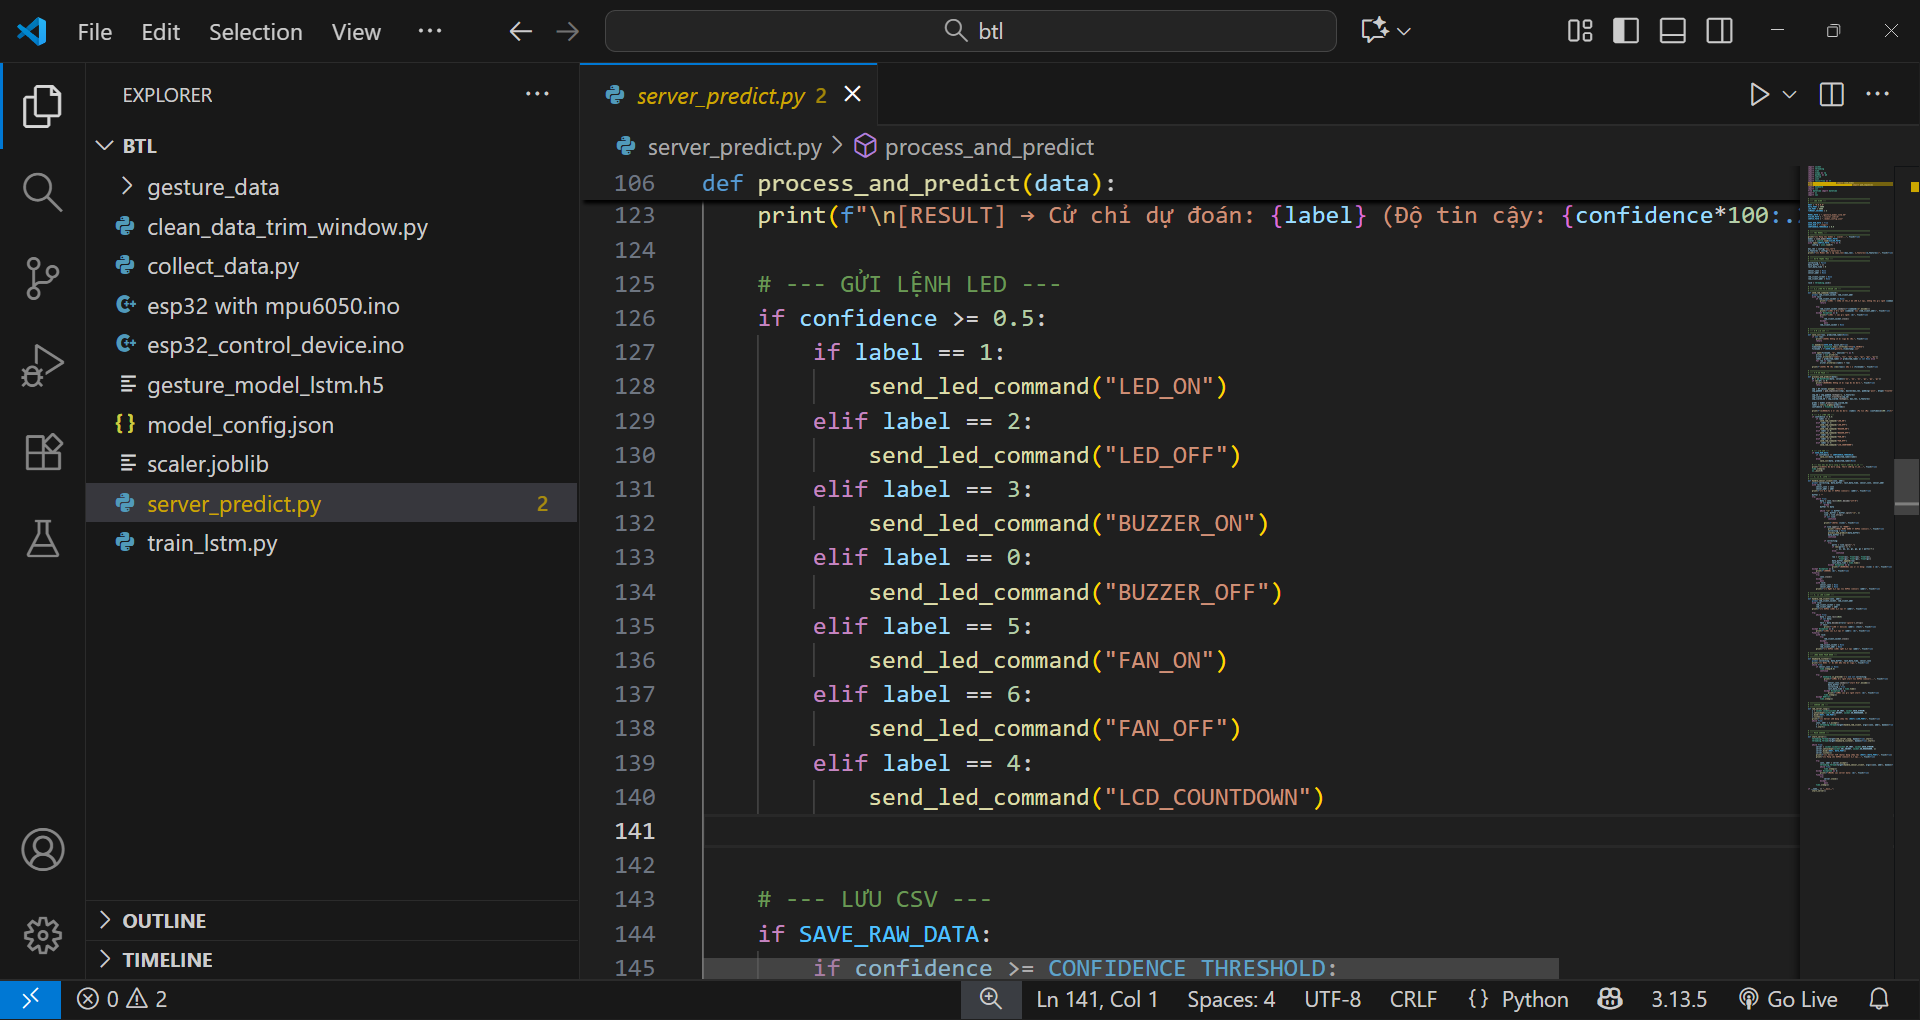 File Edit Selection View ··· btl
EXPLORER ···
BTL
gesture_data
clean_data_trim_window.py
collect_data.py
esp32 with mpu6050.ino
esp32_control_device.ino
gesture_model_lstm.h5
{} model_config.json
scaler.joblib
server_predict.py 2
train_lstm.py
OUTLINE
TIMELINE
server_predict.py 2
server_predict.py > process_and_predict
106 def process_and_predict(data):
123 print(f"\n[RESULT] → Cử chỉ dự đoán: {label} (Độ tin cậy: {confidence*100:.
124
125 # --- GỬI LỆNH LED ---
126 if confidence >= 0.5:
127 if label == 1:
128 send_led_command("LED_ON")
129 elif label == 2:
130 send_led_command("LED_OFF")
131 elif label == 3:
132 send_led_command("BUZZER_ON")
133 elif label == 0:
134 send_led_command("BUZZER_OFF")
135 elif label == 5:
136 send_led_command("FAN_ON")
137 elif label == 6:
138 send_led_command("FAN_OFF")
139 elif label == 4:
140 send_led_command("LCD_COUNTDOWN")
141
142
143 # --- LƯU CSV ---
144 if SAVE_RAW_DATA:
145 if confidence >= CONFIDENCE_THRESHOLD:
0 2 Ln 141, Col 1 Spaces: 4 UTF-8 CRLF {} Python 3.13.5 Go Live